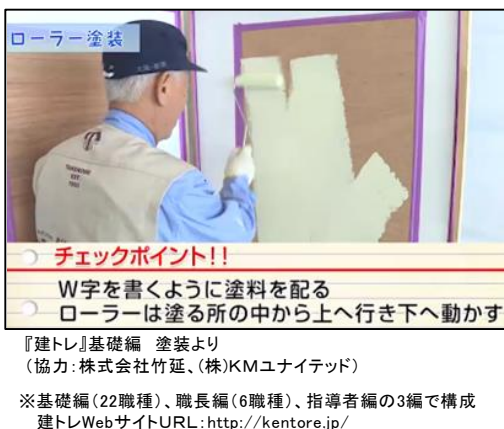 ローラー塗装
チェックポイント!!
W字を書くように塗料を配る
ローラーは塗る所の中から上へ行き下へ動かす
『建トレ』基礎編 塗装より
(協力:株式会社竹延、(株)KMユナイテッド)
※基礎編(22職種)、職長編(6職種)、指導者編の3編で構成
建トレWebサイトURL:http://kentore.jp/